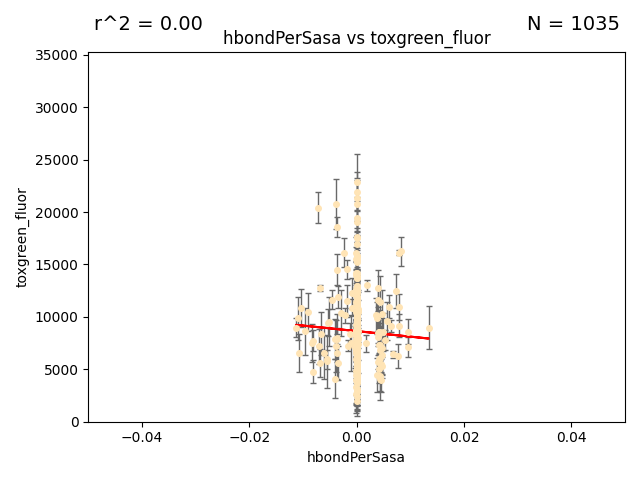 r^2 = 0.00
N = 1035
hbondPerSasa vs toxgreen_fluor
35000
30000
25000
20000
15000
10000
5000
0
toxgreen_fluor
−0.04
−0.02
0.00
0.02
0.04
hbondPerSasa